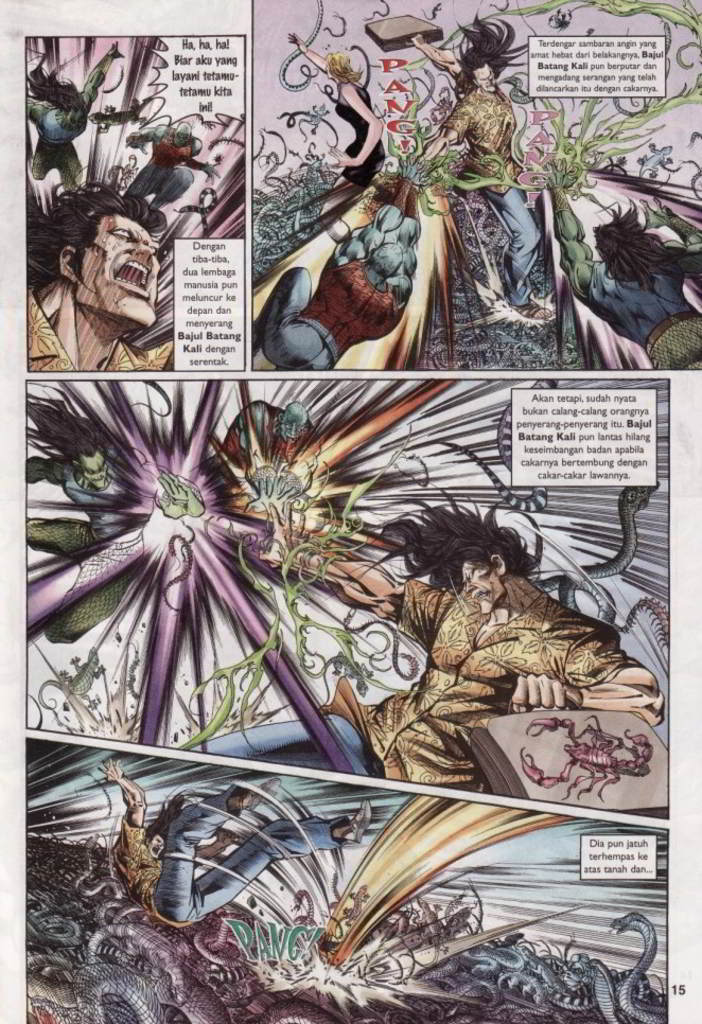 Ha, ha, ha!
Biar aku yang
layani tetamu-
tetamu kita
ini!
Dengan
tiba-tiba,
dua lembaga
manusia pun
meluncur ke
depan dan
menyerang
Bajul Batang
Kali dengan
serentak.
Terdengar sambaran angin yang
amat hebat dari belakangnya, Bajul
Batang Kali pun berputar dan
mengadang serangan yang telah
dilancarkan itu dengan cakarnya.
PANG!
PANG!
Akan tetapi, sudah nyata
bukan calang-calang orangnya
penyerang-penyerang itu. Bajul
Batang Kali pun lantas hilang
keseimbangan badan apabila
cakarnya bertembung dengan
cakar-cakar lawannya.
Dia pun jatuh
terhempas ke
atas tanah dan...
PANG!
15